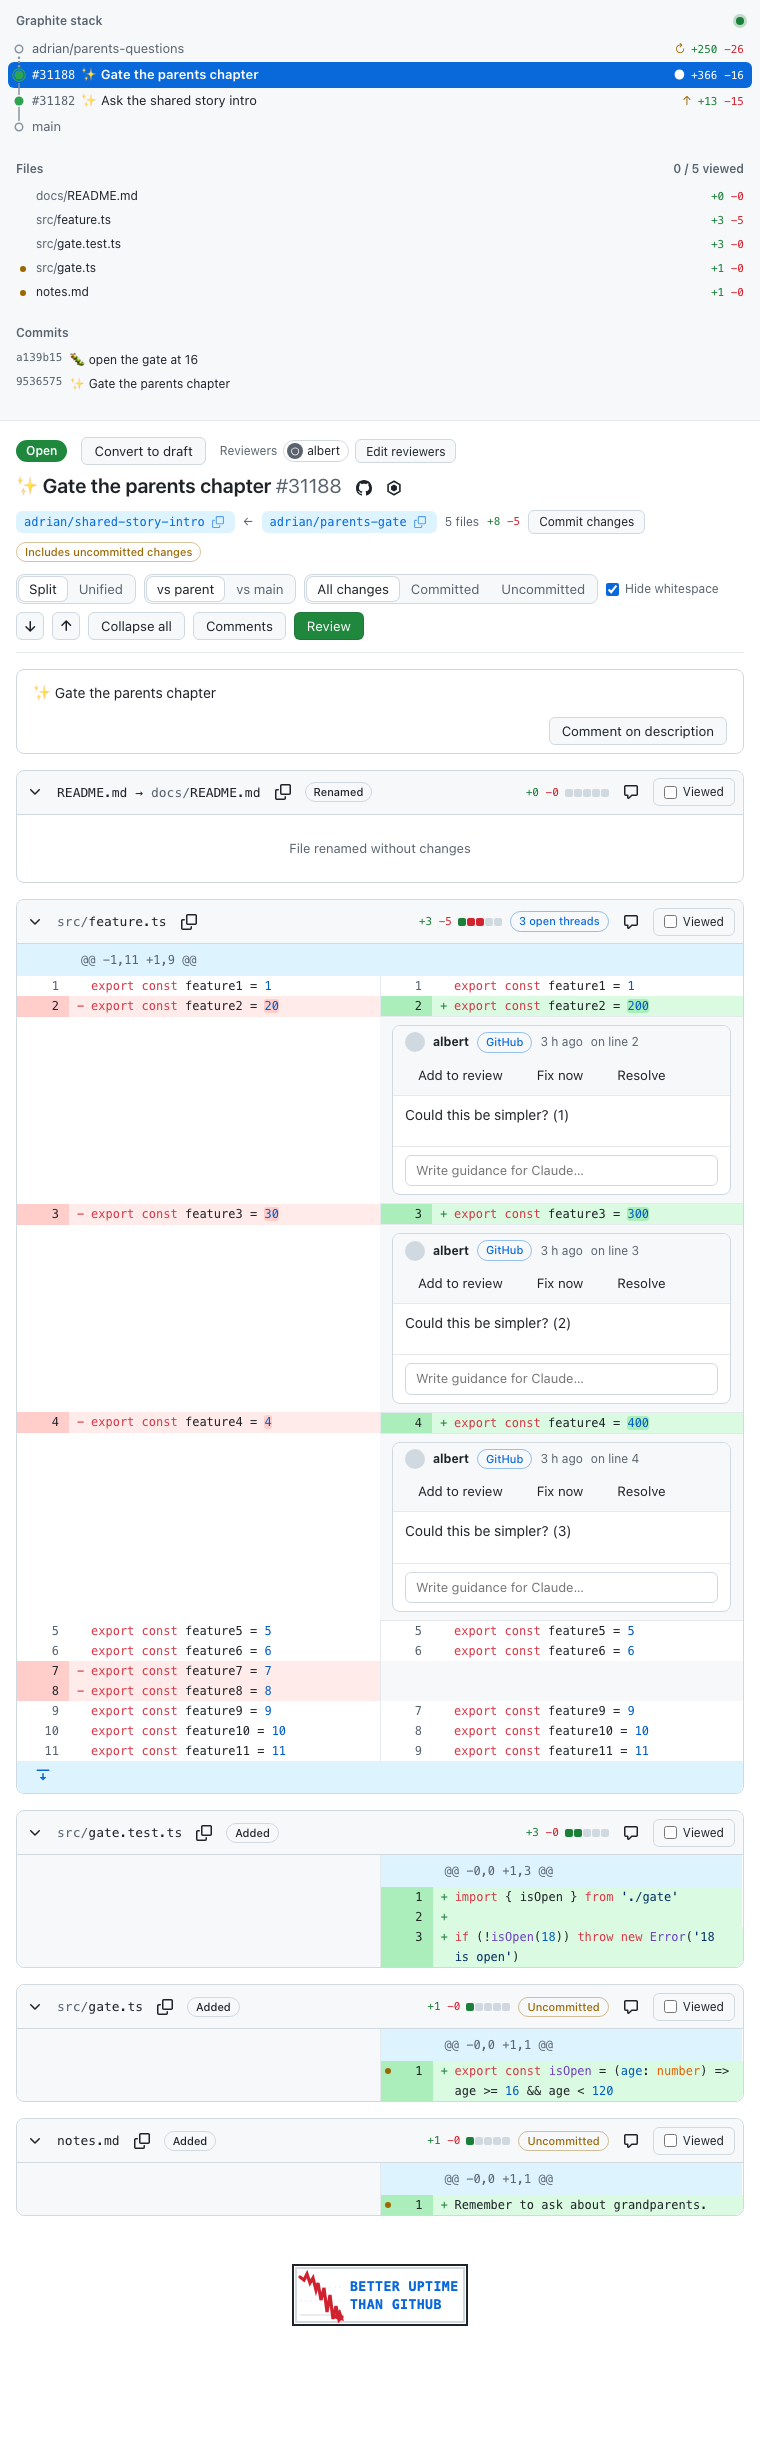 Graphite stack
adrian/parents-questions +250 −26
#31188 ✨ Gate the parents chapter +366 −16
#31182 ✨ Ask the shared story intro ↑ +13 −15
main
Files 0 / 5 viewed
docs/README.md +0 −0
src/feature.ts +3 −5
src/gate.test.ts +3 −0
src/gate.ts +1 −0
notes.md +1 −0
Commits
a139b15 🐛 open the gate at 16
9536575 ✨ Gate the parents chapter
Open Convert to draft Reviewers albert Edit reviewers
✨ Gate the parents chapter #31188
adrian/shared-story-intro ← adrian/parents-gate 5 files +8 −5 Commit changes
Includes uncommitted changes
Split Unified vs parent vs main All changes Committed Uncommitted Hide whitespace
↓ ↑ Collapse all Comments Review
✨ Gate the parents chapter
Comment on description
README.md → docs/README.md Renamed +0 −0 Viewed
File renamed without changes
src/feature.ts +3 −5 3 open threads Viewed
@@ −1,11 +1,9 @@
1 export const feature1 = 1 1 export const feature1 = 1
2 − export const feature2 = 20 2 + export const feature2 = 200
albert GitHub 3 h ago on line 2
Add to review Fix now Resolve
Could this be simpler? (1)
Write guidance for Claude…
3 − export const feature3 = 30 3 + export const feature3 = 300
albert GitHub 3 h ago on line 3
Add to review Fix now Resolve
Could this be simpler? (2)
Write guidance for Claude…
4 − export const feature4 = 4 4 + export const feature4 = 400
albert GitHub 3 h ago on line 4
Add to review Fix now Resolve
Could this be simpler? (3)
Write guidance for Claude…
5 export const feature5 = 5 5 export const feature5 = 5
6 export const feature6 = 6 6 export const feature6 = 6
7 − export const feature7 = 7
8 − export const feature8 = 8
9 export const feature9 = 9 7 export const feature9 = 9
10 export const feature10 = 10 8 export const feature10 = 10
11 export const feature11 = 11 9 export const feature11 = 11
src/gate.test.ts Added +3 −0 Viewed
@@ −0,0 +1,3 @@
1 + import { isOpen } from './gate'
2 +
3 + if (!isOpen(18)) throw new Error('18
is open')
src/gate.ts Added +1 −0 Uncommitted Viewed
@@ −0,0 +1,1 @@
1 + export const isOpen = (age: number) =>
age >= 16 && age < 120
notes.md Added +1 −0 Uncommitted Viewed
@@ −0,0 +1,1 @@
1 + Remember to ask about grandparents.
BETTER UPTIME
THAN GITHUB